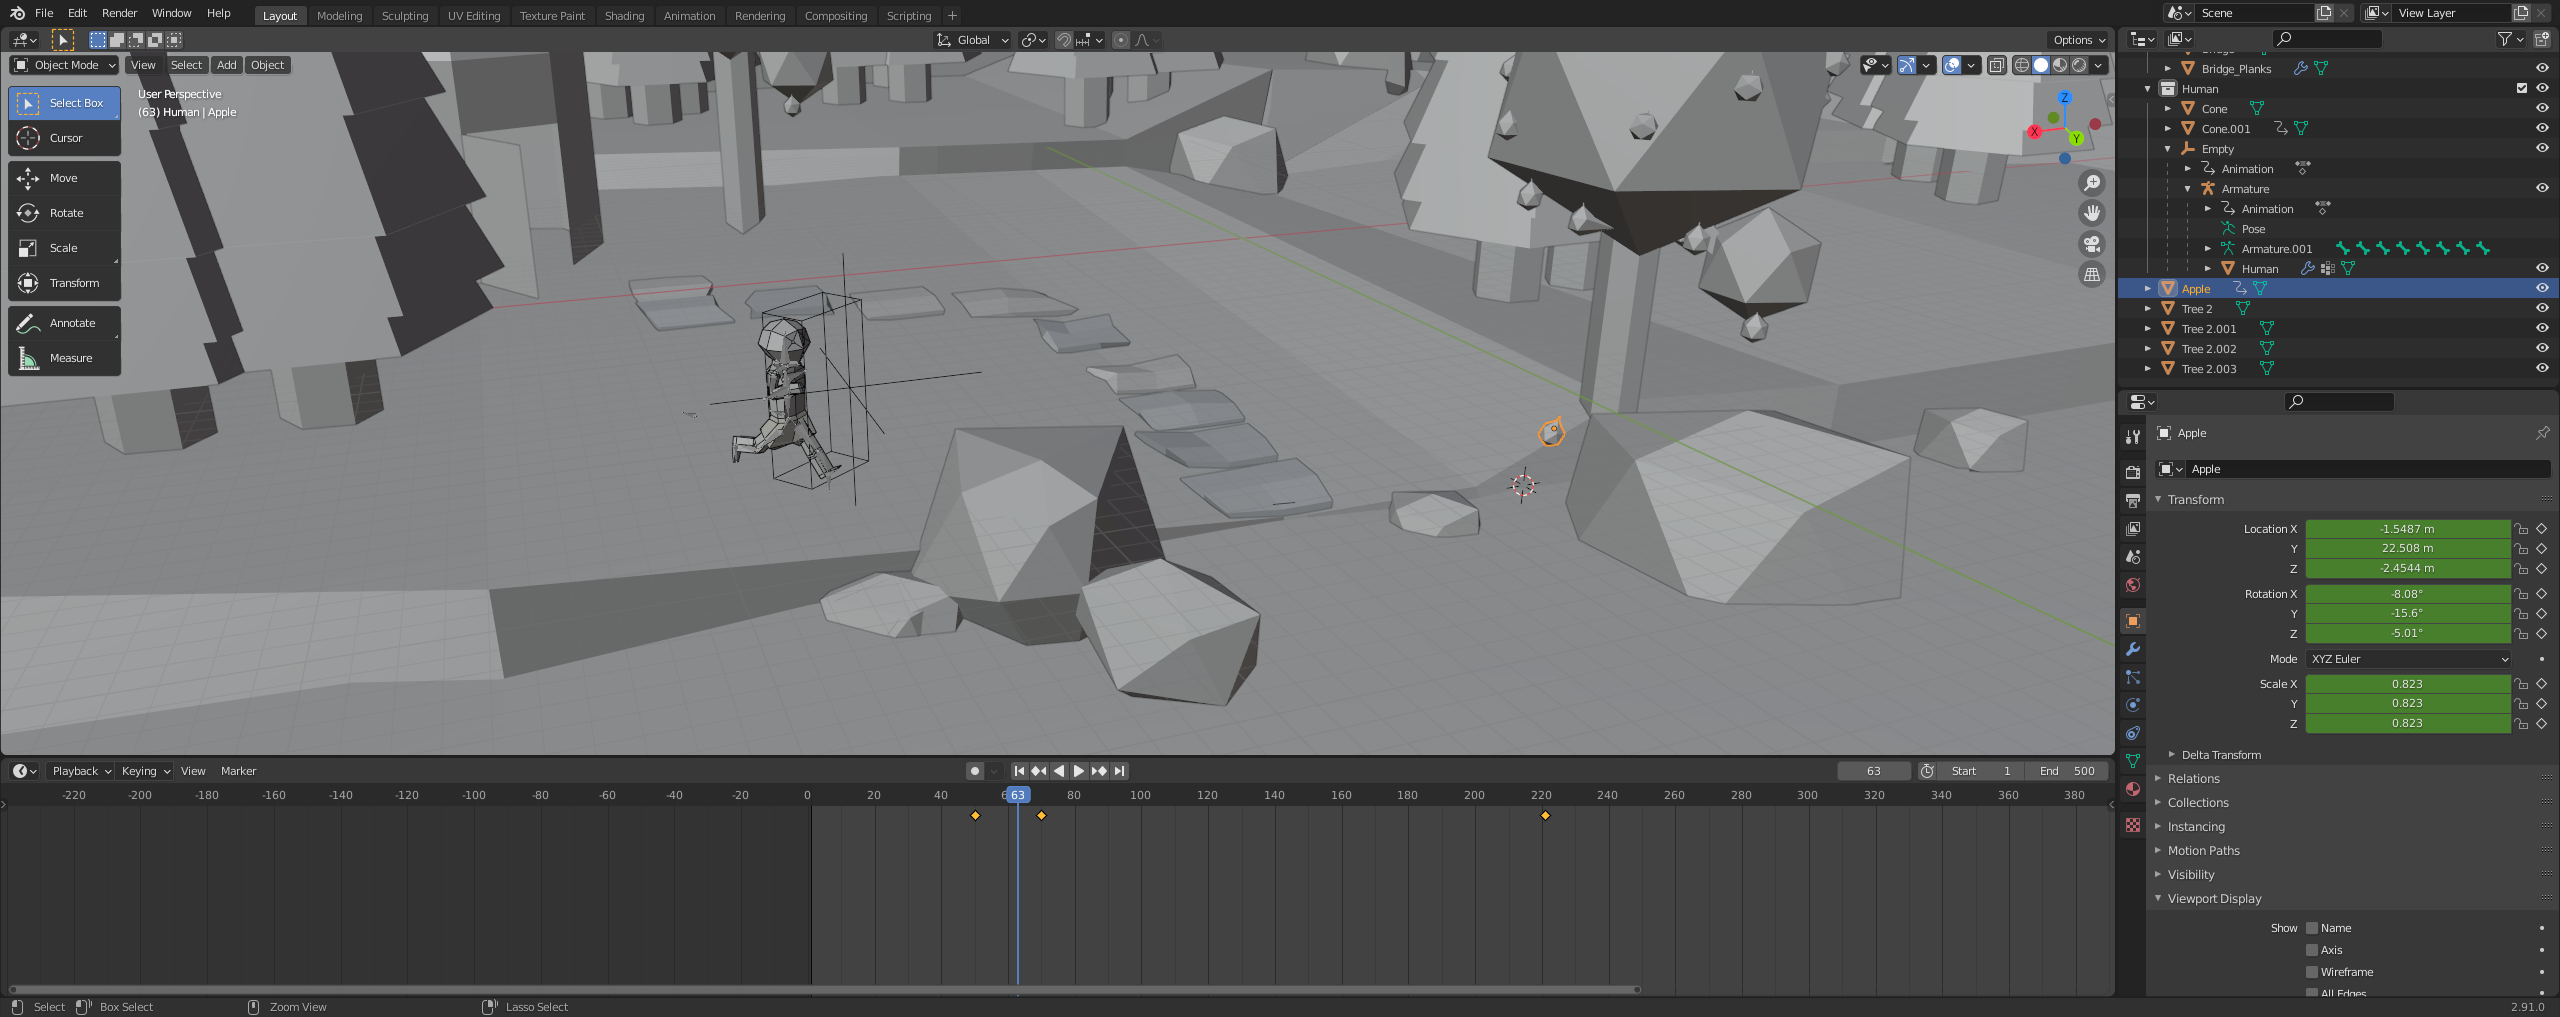 File Edit Render Window Help Layout Modeling Sculpting UV Editing Texture Paint Shading Animation Rendering Compositing Scripting + Scene View Layer
Global Options
Object Mode View Select Add Object
Select Box
Cursor
Move
Rotate
Scale
Transform
Annotate
Measure
User Perspective
(63) Human | Apple
Z
X
Y
Bridge_Planks
Human
Cone
Cone.001
Empty
Animation
Armature
Animation
Pose
Armature.001
Human
Apple
Tree 2
Tree 2.001
Tree 2.002
Tree 2.003
Apple
Apple
Transform
Location X -1.5487 m
Y 22.508 m
Z -2.4544 m
Rotation X -8.08°
Y -15.6°
Z -5.01°
Mode XYZ Euler
Scale X 0.823
Y 0.823
Z 0.823
Delta Transform
Relations
Collections
Instancing
Motion Paths
Visibility
Viewport Display
Show Name
Axis
Wireframe
All Edges
Playback Keying View Marker 63 Start 1 End 500
-220 -200 -180 -160 -140 -120 -100 -80 -60 -40 -20 0 20 40 63 80 100 120 140 160 180 200 220 240 260 280 300 320 340 360 380
Select Box Select Zoom View Lasso Select 2.91.0